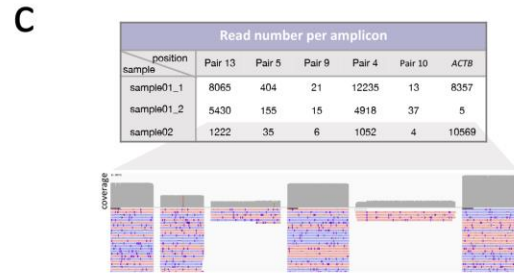 C
Read number per amplicon
position
sample
Pair 13 Pair 5 Pair 9 Pair 4 Pair 10 ACTB
sample01_1 8065 404 21 12235 13 8357
sample01_2 5430 155 15 4918 37 5
sample02 1222 35 6 1052 4 10569
coverage